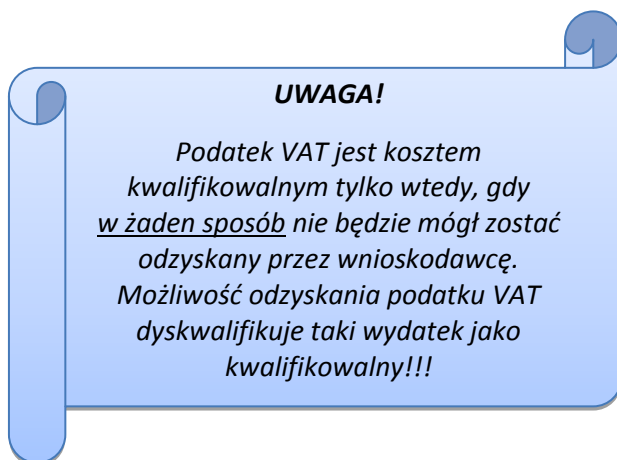 UWAGA!
Podatek VAT jest kosztem
kwalifikowalnym tylko wtedy, gdy
w żaden sposób nie będzie mógł zostać
odzyskany przez wnioskodawcę.
Możliwość odzyskania podatku VAT
dyskwalifikuje taki wydatek jako
kwalifikowalny!!!